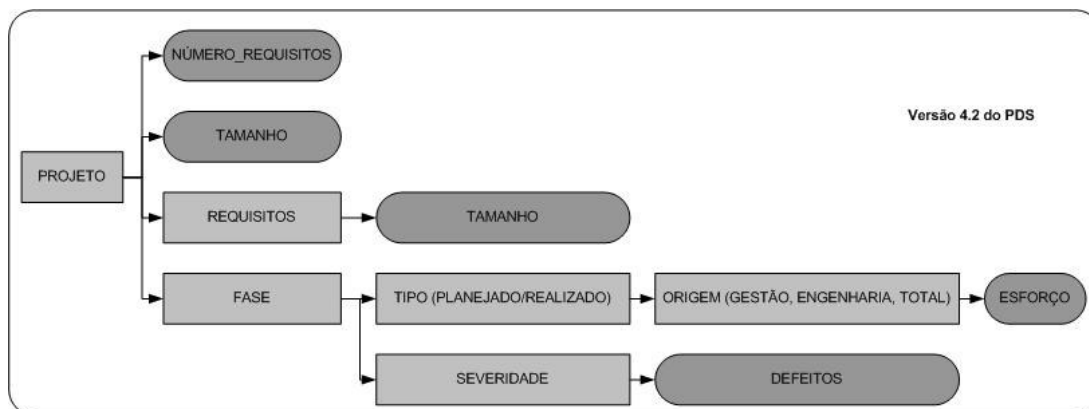 NÚMERO_REQUISITOS
Versão 4.2 do PDS
TAMANHO
PROJETO
REQUISITOS
TAMANHO
FASE
TIPO (PLANEJADO/REALIZADO)
ORIGEM (GESTÃO, ENGENHARIA, TOTAL)
ESFORÇO
SEVERIDADE
DEFEITOS